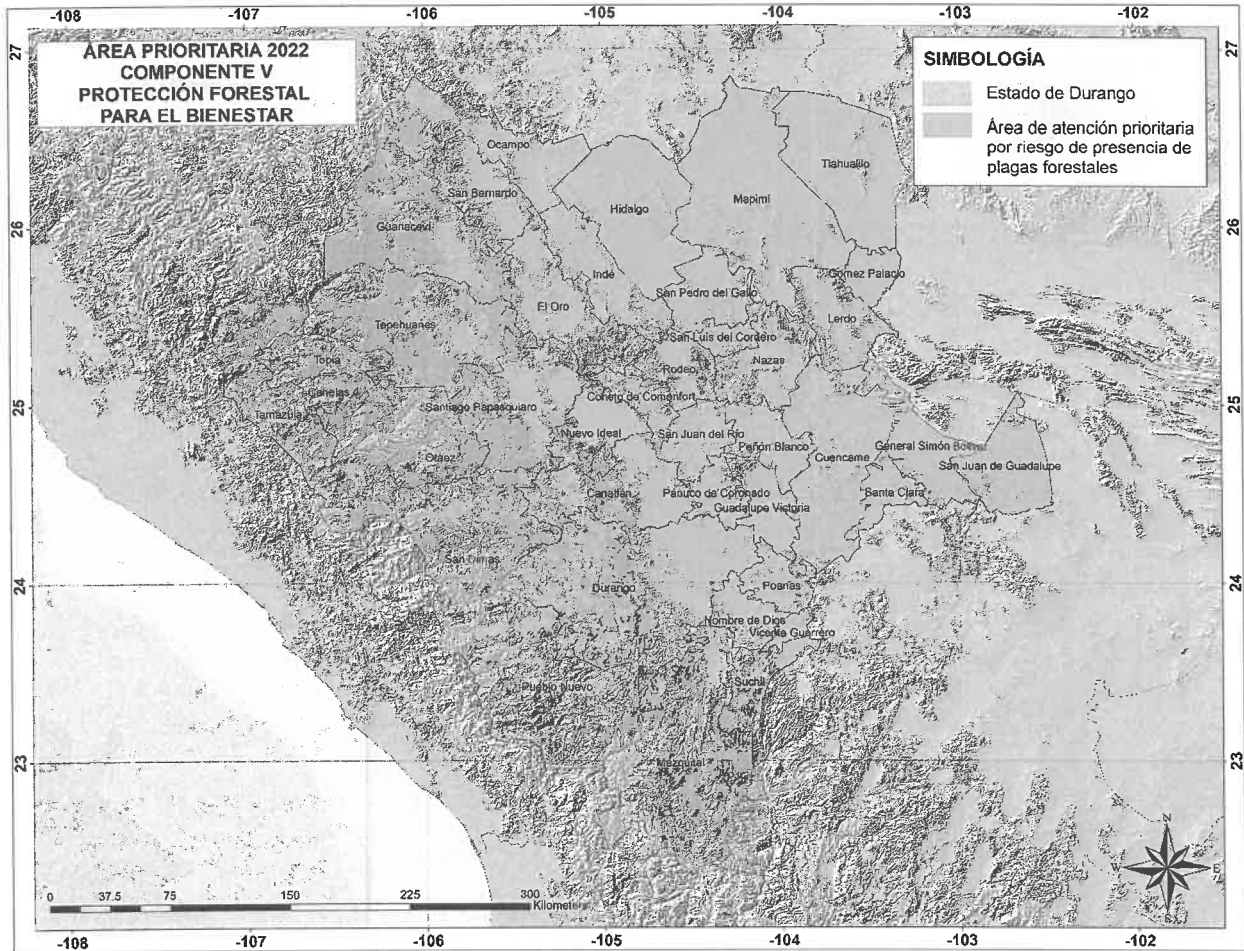 -108 -107 -106 -105 -104 -103 -102
27 27
ÁREA PRIORITARIA 2022
COMPONENTE V
PROTECCIÓN FORESTAL
PARA EL BIENESTAR
SIMBOLOGÍA
Estado de Durango
Área de atención prioritaria
por riesgo de presencia de
plagas forestales
Ocampo
Tlahualilo
San Bernardo
Mapimí
Hidalgo
26 26
Guanaceví
Indé
Gómez Palacio
San Pedro del Gallo
El Oro
Lerdo
Tepehuanes
San Luis del Cordero
Topia
Nazas
Rodeo
Canelas
Coneto de Comonfort
25 25
Tamazula
Santiago Papasquiaro
Nuevo Ideal
San Juan del Río
Peñón Blanco
General Simón Bolívar
Otáez
Cuencamé
San Juan de Guadalupe
Canatlán
Pánuco de Coronado
Santa Clara
Guadalupe Victoria
San Dimas
24 24
Durango
Poanas
Nombre de Dios
Vicente Guerrero
Pueblo Nuevo
Suchil
23 23
Mezquital
N
E
S
0 37.5 75 150 225 300
Kilometers
-108 -107 -106 -105 -104 -103 -102